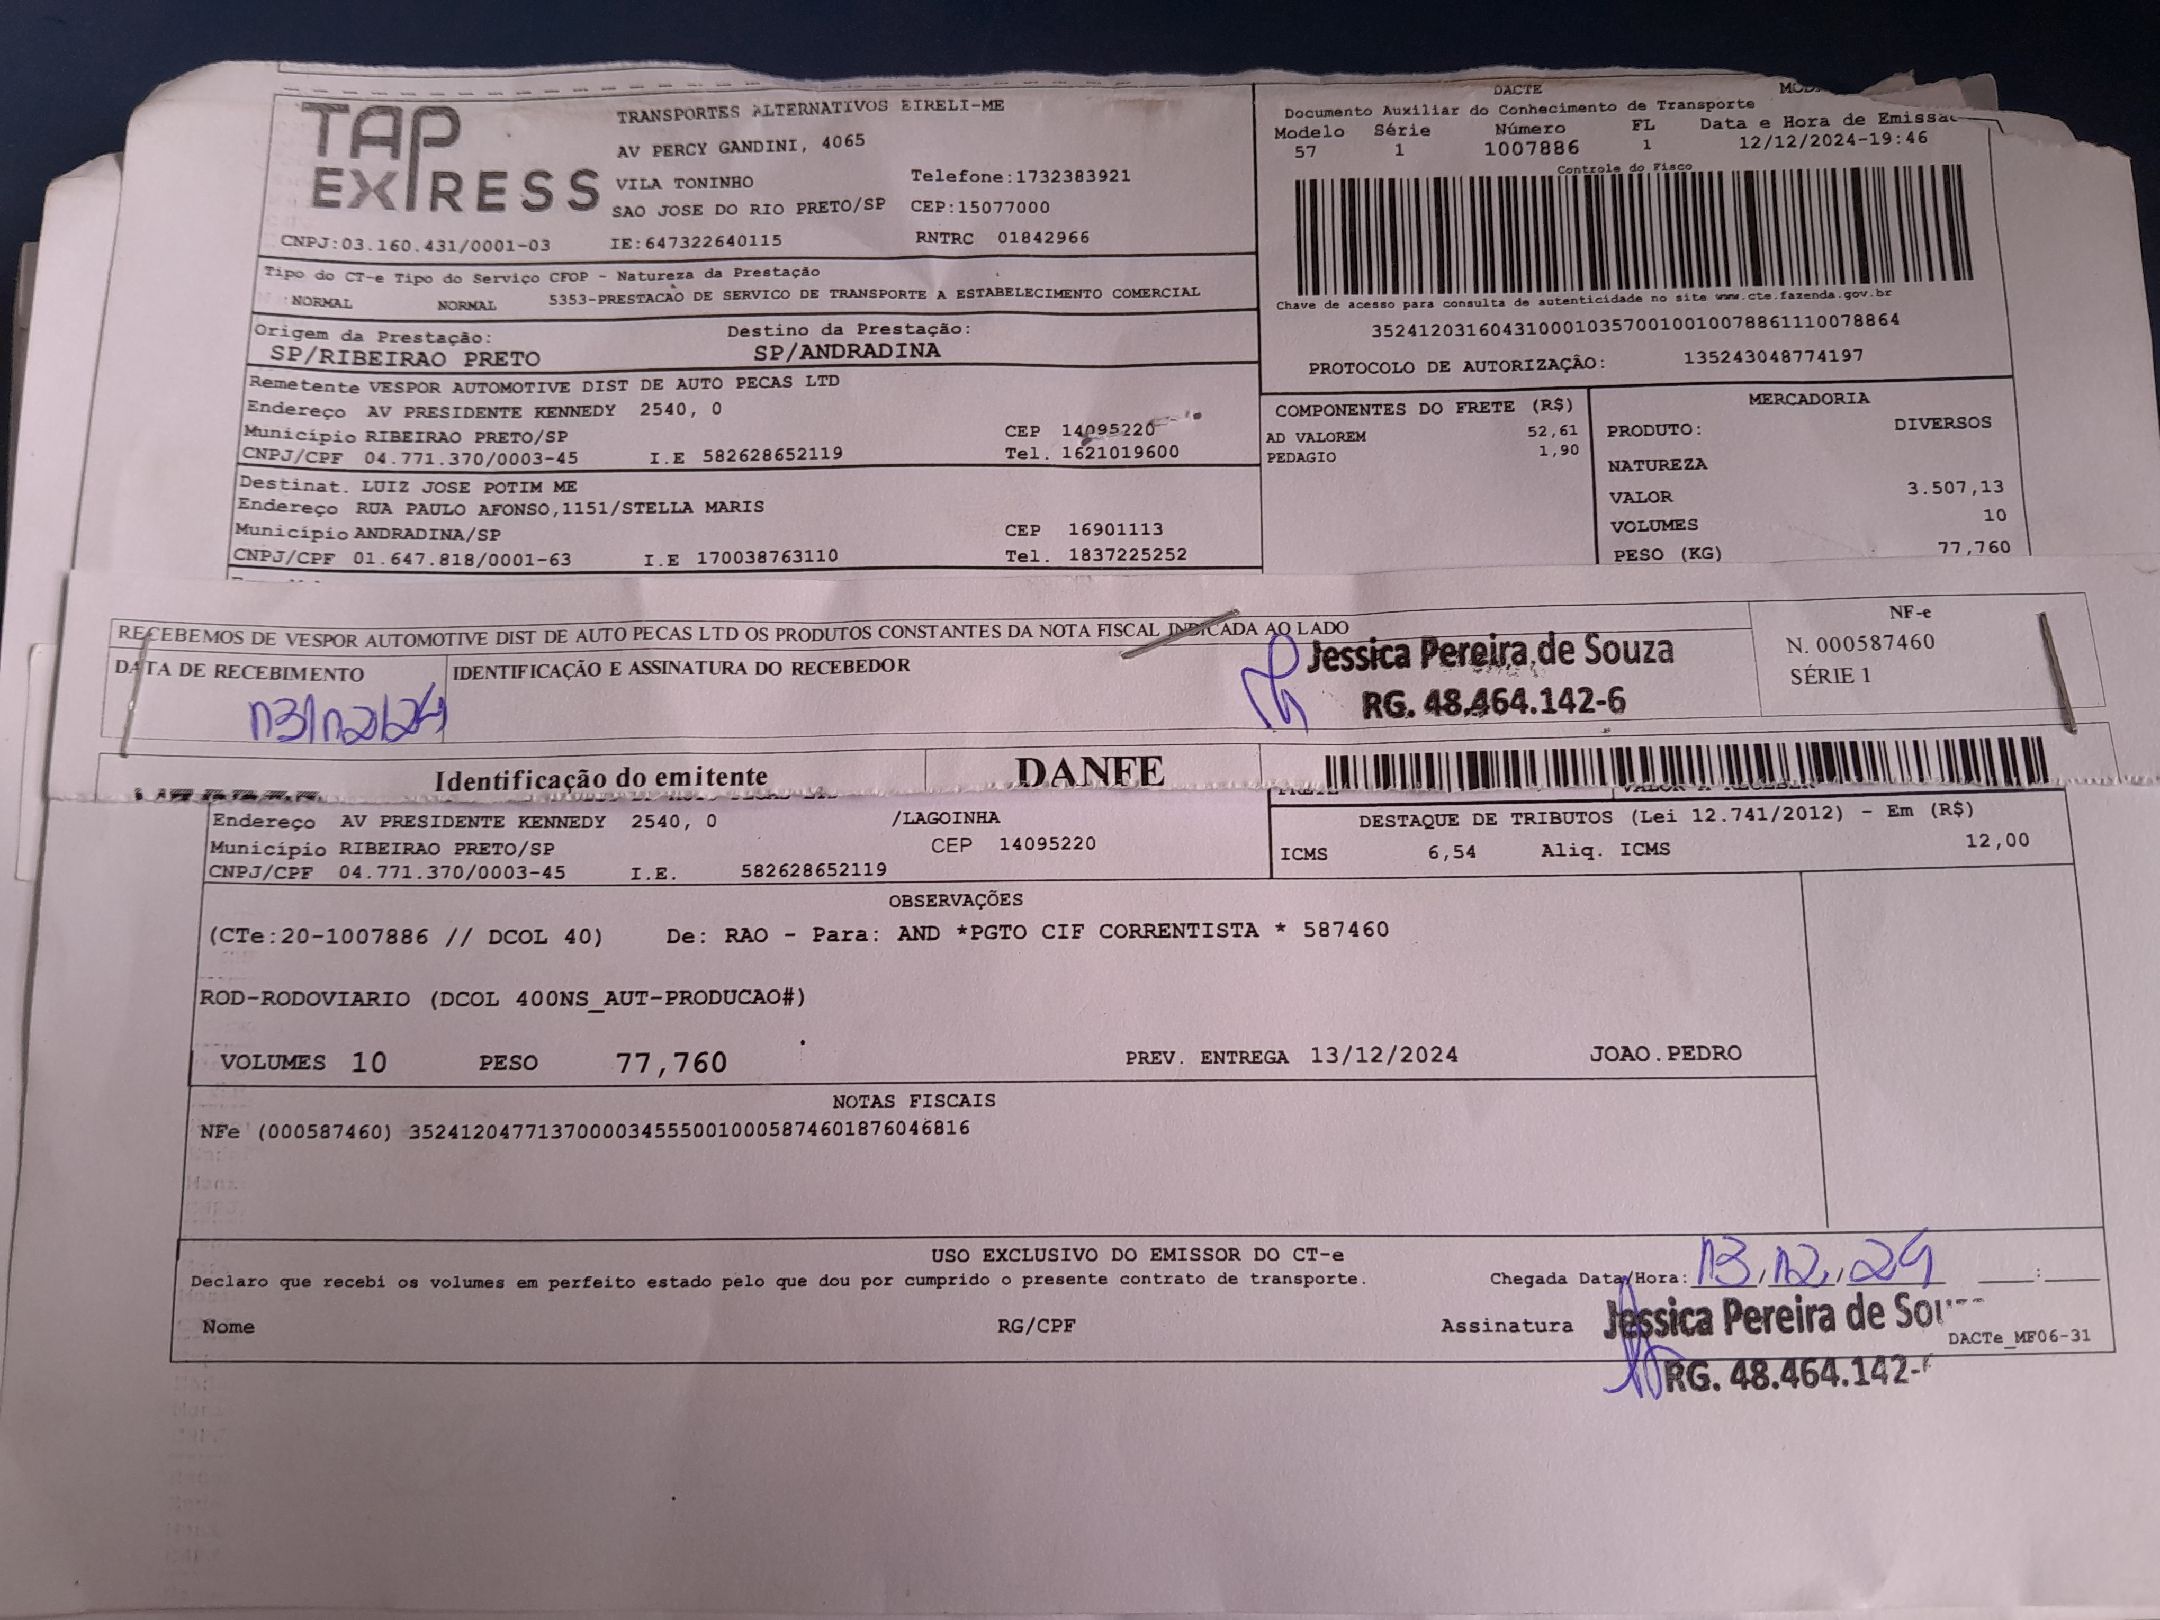 TAP EXPRESS
TRANSPORTES ALTERNATIVOS EIRELI-ME
AV PERCY GANDINI, 4065
VILA TONINHO Telefone:1732383921
SAO JOSE DO RIO PRETO/SP CEP:15077000
CNPJ:03.160.431/0001-03 IE:647322640115 RNTRC 01842966
DACTE
Documento Auxiliar do Conhecimento de Transporte
Modelo Série Número FL Data e Hora de Emissão
57 1 1007886 1 12/12/2024-19:46
Controle do Fisco
Chave de acesso para consulta de autenticidade no site www.cte.fazenda.gov.br
35241203160431000103570010010078861110078864
PROTOCOLO DE AUTORIZAÇÃO: 135243048774197
Tipo do CT-e Tipo do Serviço CFOP - Natureza da Prestação
NORMAL NORMAL 5353-PRESTACAO DE SERVICO DE TRANSPORTE A ESTABELECIMENTO COMERCIAL
Origem da Prestação: Destino da Prestação:
SP/RIBEIRAO PRETO SP/ANDRADINA
Remetente VESPOR AUTOMOTIVE DIST DE AUTO PECAS LTD
Endereço AV PRESIDENTE KENNEDY 2540, 0
Município RIBEIRAO PRETO/SP CEP 14095220
CNPJ/CPF 04.771.370/0003-45 I.E 582628652119 Tel. 1621019600
Destinat. LUIZ JOSE POTIM ME
Endereço RUA PAULO AFONSO,1151/STELLA MARIS
Município ANDRADINA/SP CEP 16901113
CNPJ/CPF 01.647.818/0001-63 I.E 170038763110 Tel. 1837225252
COMPONENTES DO FRETE (R$)
AD VALOREM 52,61
PEDAGIO 1,90
MERCADORIA
PRODUTO: DIVERSOS
NATUREZA
VALOR 3.507,13
VOLUMES 10
PESO (KG) 77,760
RECEBEMOS DE VESPOR AUTOMOTIVE DIST DE AUTO PECAS LTD OS PRODUTOS CONSTANTES DA NOTA FISCAL INDICADA AO LADO
DATA DE RECEBIMENTO IDENTIFICAÇÃO E ASSINATURA DO RECEBEDOR
13/12/24
Jessica Pereira de Souza
RG. 48.464.142-6
NF-e
N. 000587460
SÉRIE 1
Identificação do emitente DANFE
VALOR A RECEBER
Endereço AV PRESIDENTE KENNEDY 2540, 0 /LAGOINHA
Município RIBEIRAO PRETO/SP CEP 14095220
CNPJ/CPF 04.771.370/0003-45 I.E. 582628652119
DESTAQUE DE TRIBUTOS (Lei 12.741/2012) - Em (R$)
ICMS 6,54 Aliq. ICMS 12,00
OBSERVAÇÕES
(CTe:20-1007886 // DCOL 40) De: RAO - Para: AND *PGTO CIF CORRENTISTA * 587460
ROD-RODOVIARIO (DCOL 400NS_AUT-PRODUCAO#)
VOLUMES 10 PESO 77,760 PREV. ENTREGA 13/12/2024 JOAO.PEDRO
NOTAS FISCAIS
NFe (000587460) 35241204771370000345550010005874601876046816
USO EXCLUSIVO DO EMISSOR DO CT-e
Declaro que recebi os volumes em perfeito estado pelo que dou por cumprido o presente contrato de transporte. Chegada Data/Hora: 13/12/24 __:__
Nome RG/CPF Assinatura Jessica Pereira de
DACTe_MF06-31
RG. 48.464.142-